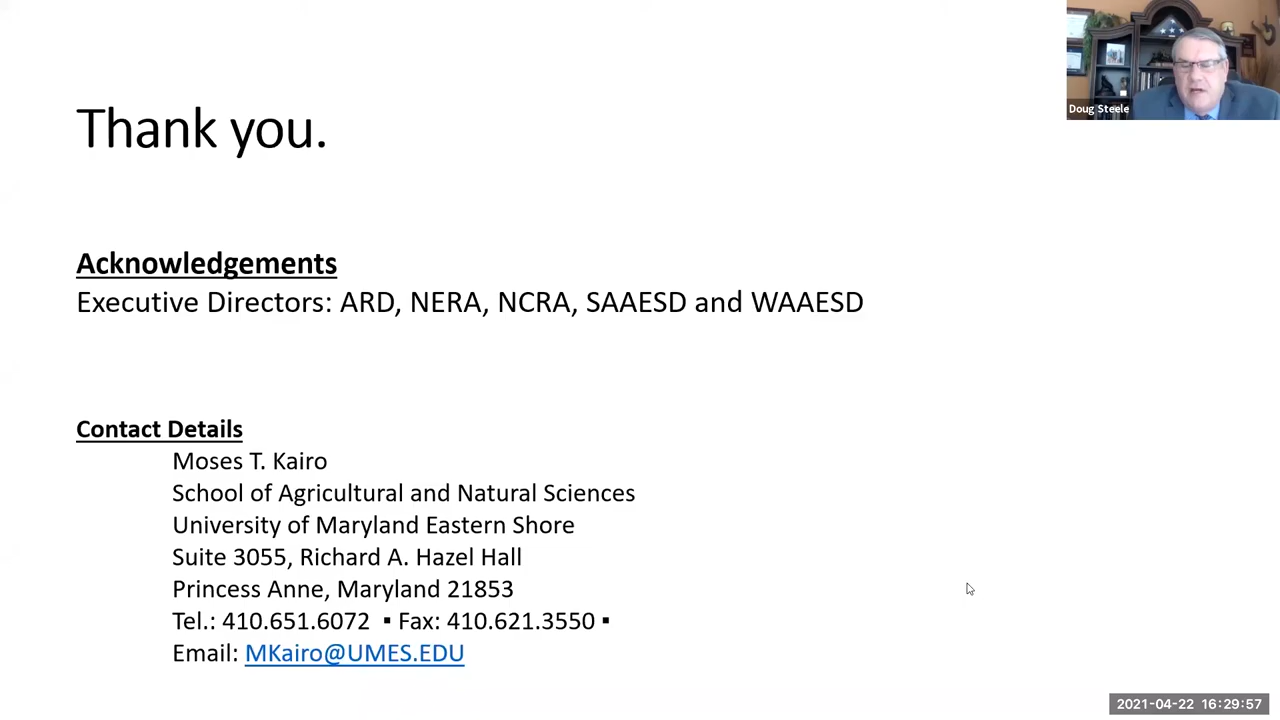 Thank you.
Doug Steele
Acknowledgements
Executive Directors: ARD, NERA, NCRA, SAAESD and WAAESD
Contact Details
Moses T. Kairo
School of Agricultural and Natural Sciences
University of Maryland Eastern Shore
Suite 3055, Richard A. Hazel Hall
Princess Anne, Maryland 21853
Tel.: 410.651.6072 ▪ Fax: 410.621.3550 ▪
Email: MKairo@UMES.EDU
2021-04-22 16:29:57